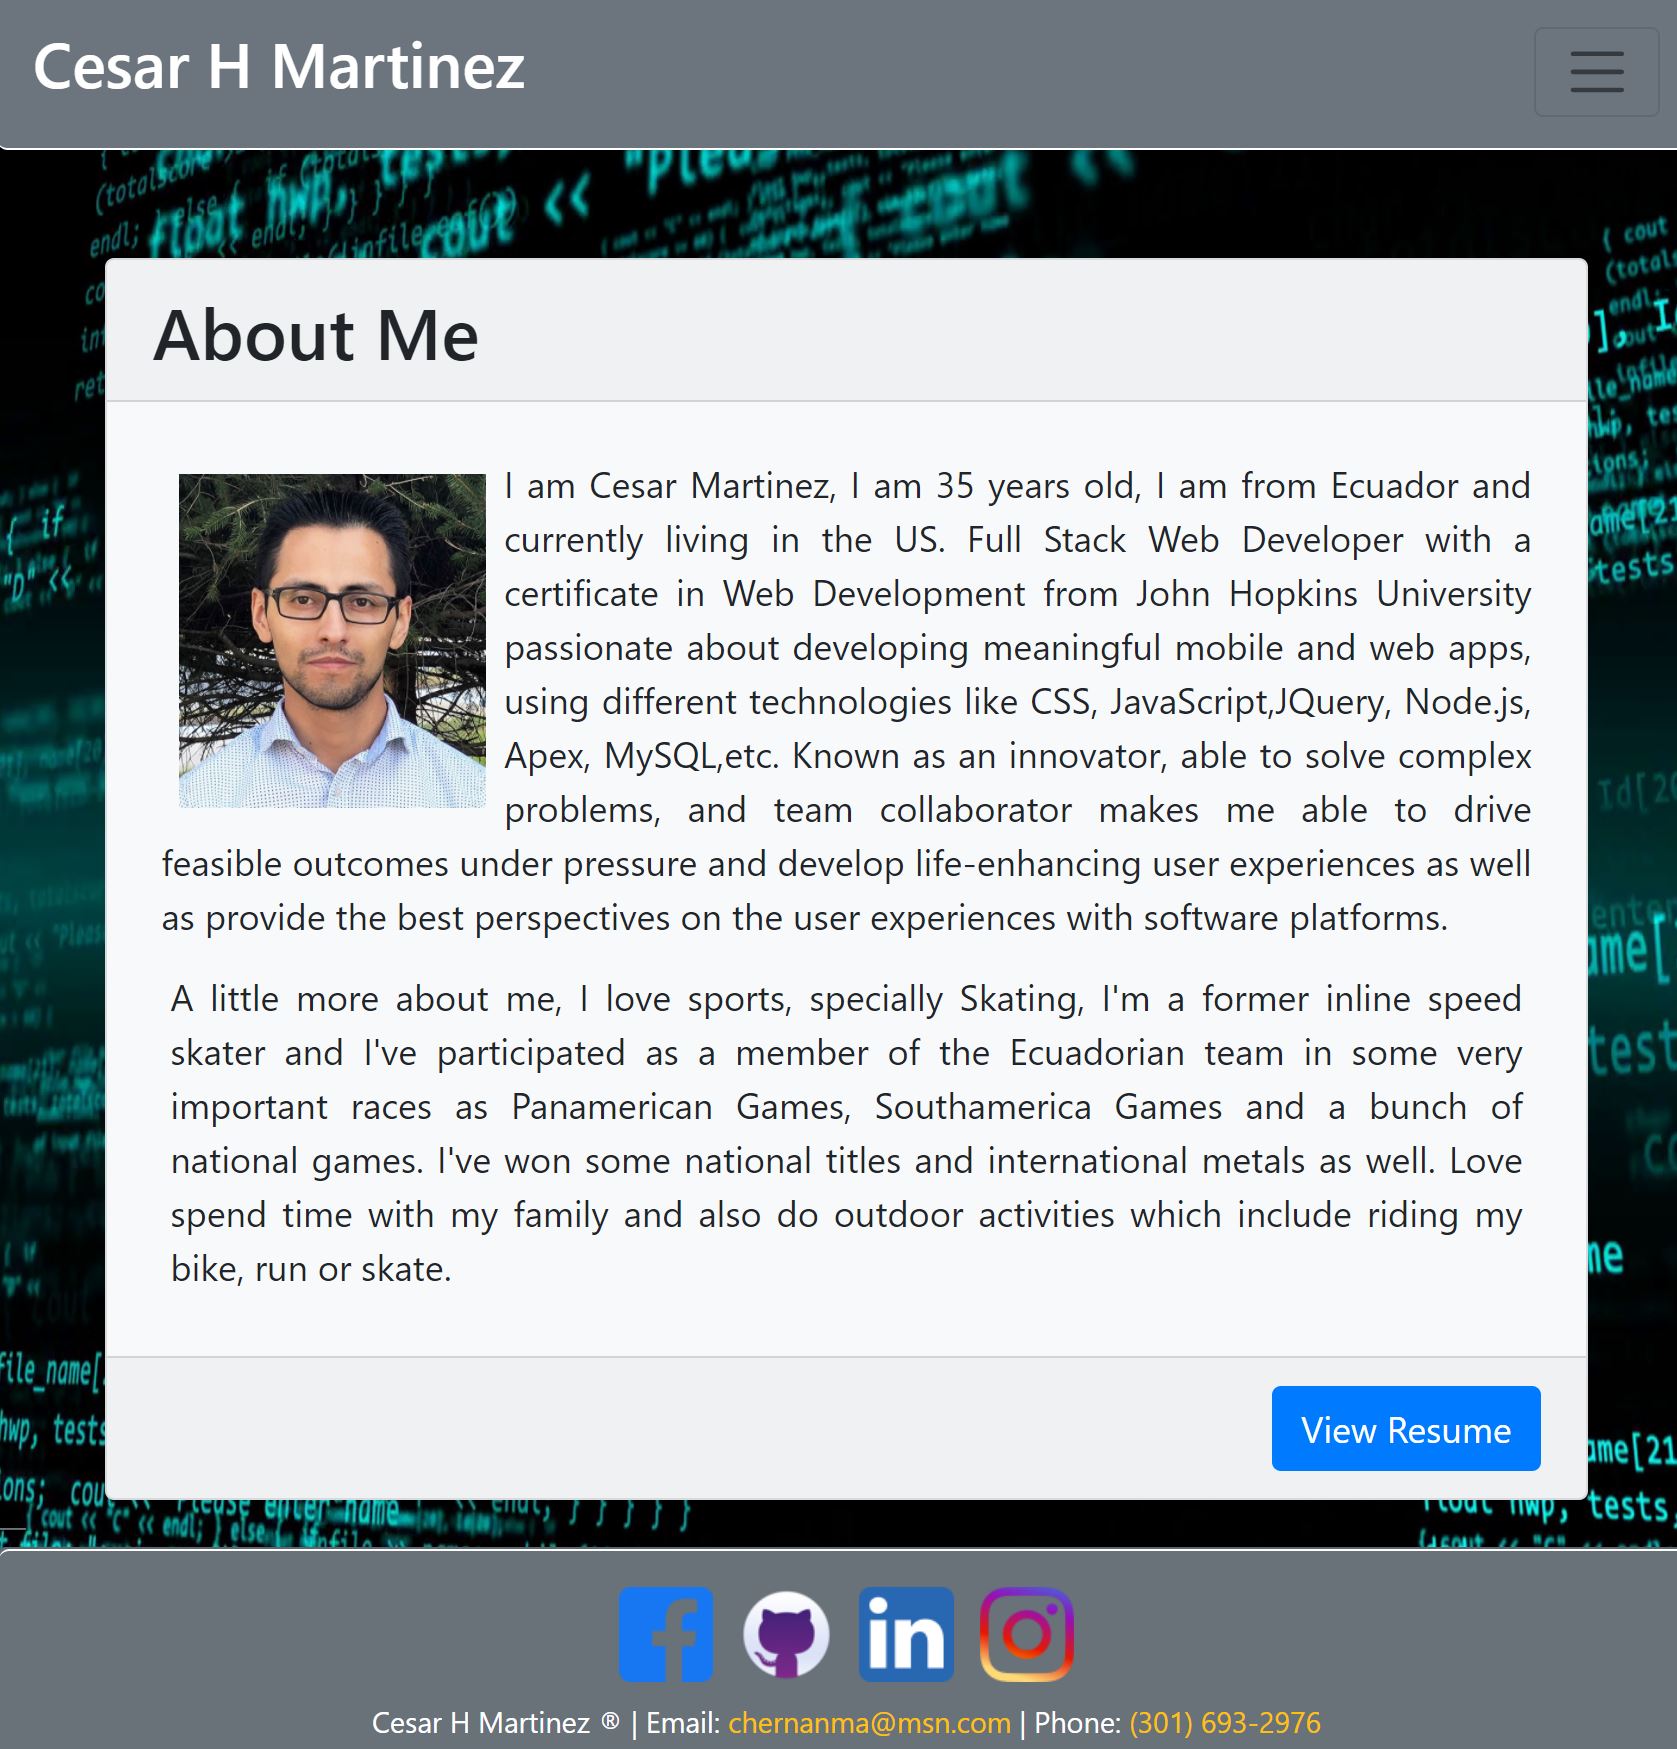 Cesar H Martinez
About Me
I am Cesar Martinez, I am 35 years old, I am from Ecuador and
currently living in the US. Full Stack Web Developer with a
certificate in Web Development from John Hopkins University
passionate about developing meaningful mobile and web apps,
using different technologies like CSS, JavaScript,JQuery, Node.js,
Apex, MySQL,etc. Known as an innovator, able to solve complex
problems, and team collaborator makes me able to drive
feasible outcomes under pressure and develop life-enhancing user experiences as well
as provide the best perspectives on the user experiences with software platforms.
A little more about me, I love sports, specially Skating, I'm a former inline speed
skater and I've participated as a member of the Ecuadorian team in some very
important races as Panamerican Games, Southamerica Games and a bunch of
national games. I've won some national titles and international metals as well. Love
spend time with my family and also do outdoor activities which include riding my
bike, run or skate.
View Resume
Cesar H Martinez ® | Email: chernanma@msn.com | Phone: (301) 693-2976